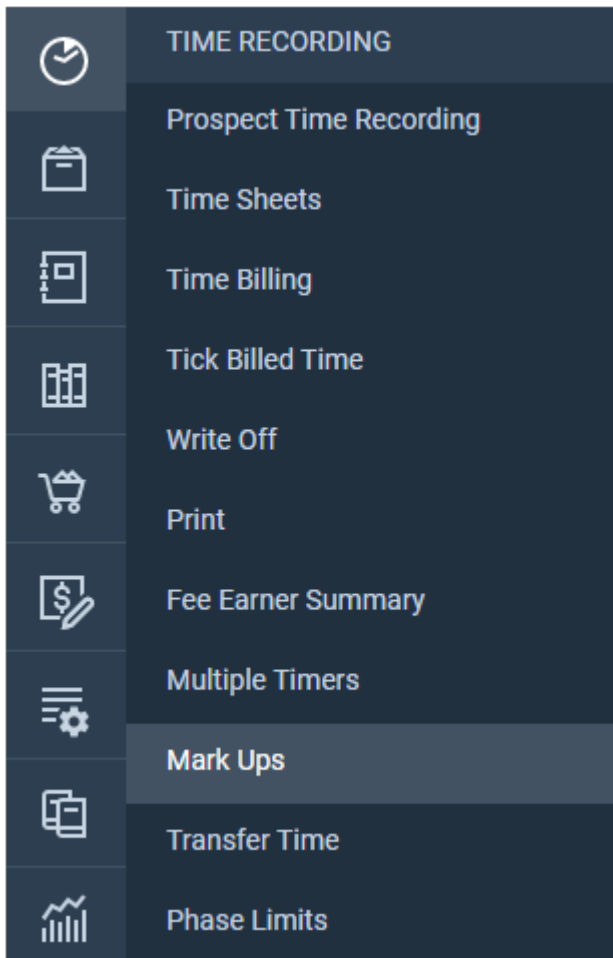 TIME RECORDING
Prospect Time Recording
Time Sheets
Time Billing
Tick Billed Time
Write Off
Print
Fee Earner Summary
Multiple Timers
Mark Ups
Transfer Time
Phase Limits